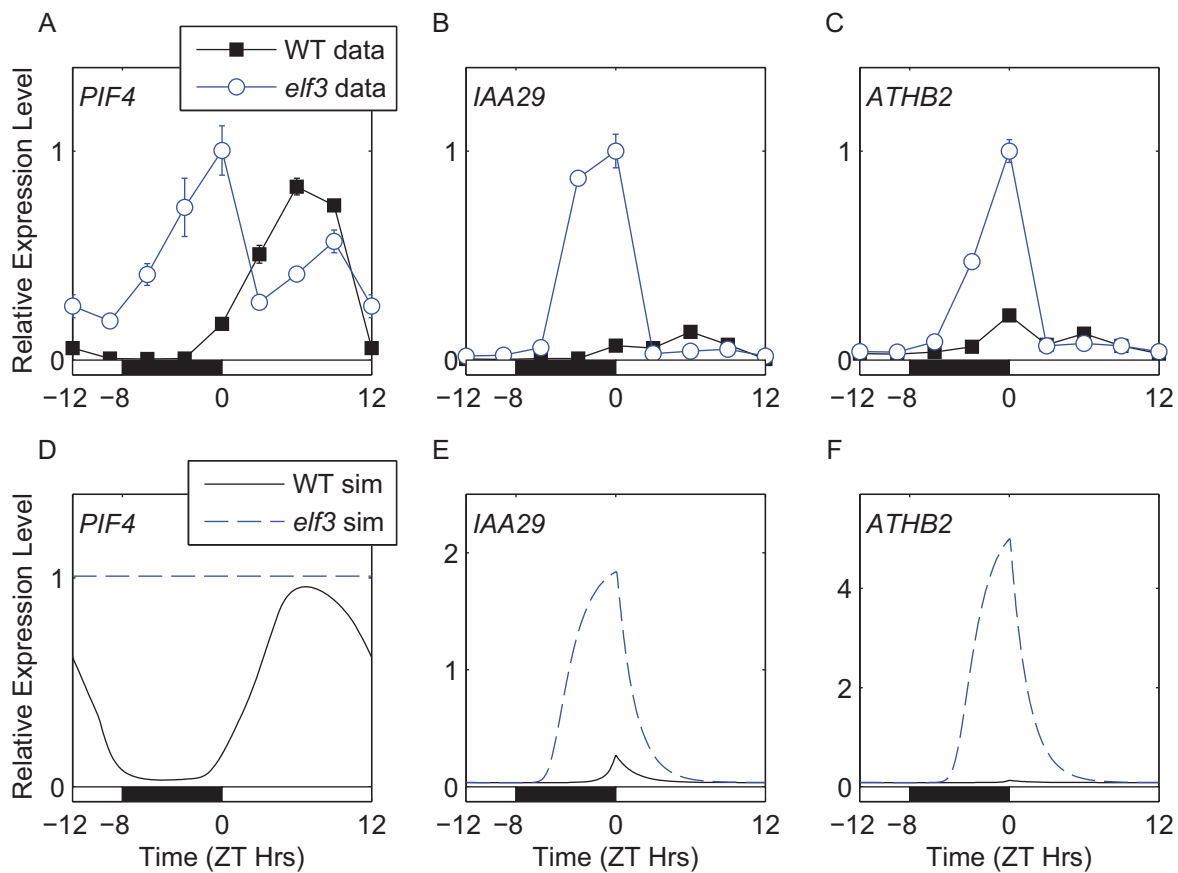 A
WT data
elf3 data
PIF4
Relative Expression Level
1
0
−12 −8 0 12
B
IAA29
−12 −8 0 12
C
ATHB2
1
0
−12 −8 0 12
D
WT sim
elf3 sim
PIF4
Relative Expression Level
1
0
−12 −8 0 12
Time (ZT Hrs)
E
IAA29
2
1
0
−12 −8 0 12
Time (ZT Hrs)
F
ATHB2
4
2
0
−12 −8 0 12
Time (ZT Hrs)